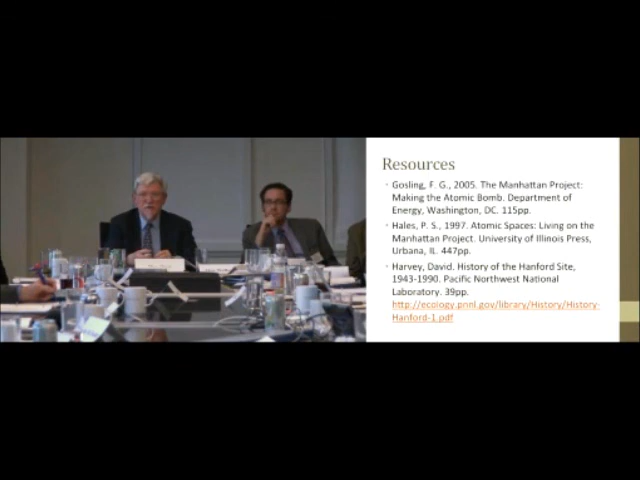 Resources
Gosling, F. G., 2005. The Manhattan Project:
Making the Atomic Bomb. Department of
Energy, Washington, DC. 115pp.
Hales, P. S., 1997. Atomic Spaces: Living on the
Manhattan Project. University of Illinois Press,
Urbana, IL. 447pp.
Harvey, David. History of the Hanford Site,
1943-1990. Pacific Northwest National
Laboratory. 39pp.
http://ecology.pnnl.gov/library/History/History-
Hanford-1.pdf